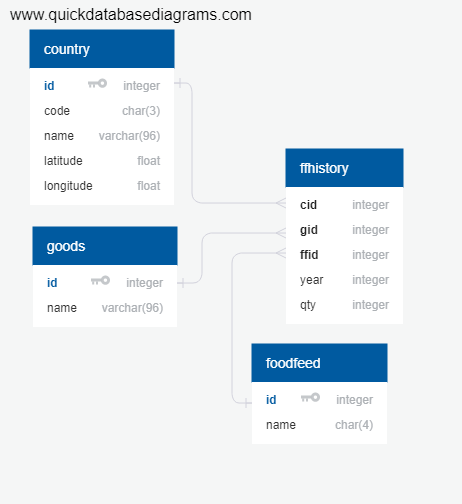 www.quickdatabasediagrams.com
country
id integer
code char(3)
name varchar(96)
latitude float
longitude float
goods
id integer
name varchar(96)
ffhistory
cid integer
gid integer
ffid integer
year integer
qty integer
foodfeed
id integer
name char(4)